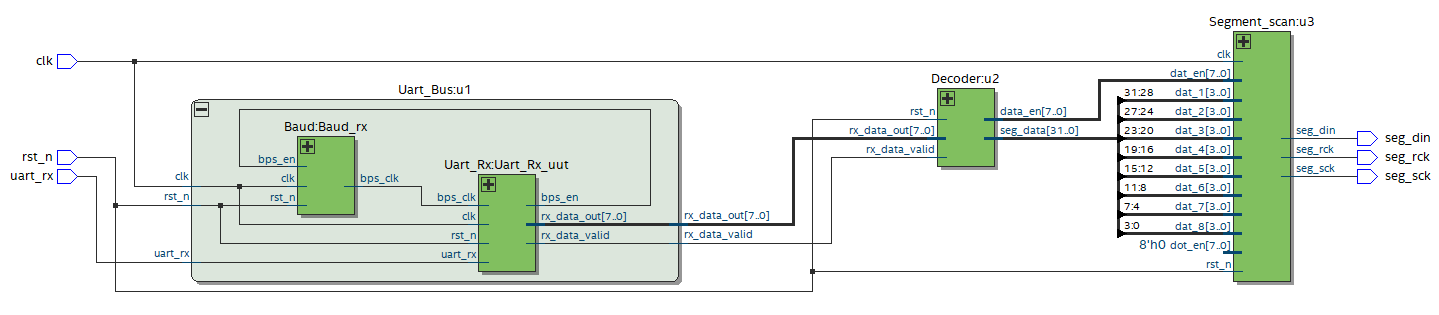 Segment_scan:u3
clk
clk
dat_en[7..0]
Decoder:u2
Uart_Bus:u1
31:28
dat_1[3..0]
27:24
dat_2[3..0]
rst_n
data_en[7..0]
Baud:Baud_rx
rx_data_out[7..0]
seg_data[31..0]
23:20
dat_3[3..0]
seg_din
seg_din
rst_n
bps_en
Uart_Rx:Uart_Rx_uut
rx_data_valid
19:16
dat_4[3..0]
seg_rck
seg_rck
uart_rx
clk
clk
bps_clk
15:12
dat_5[3..0]
seg_sck
seg_sck
rst_n
rst_n
bps_clk
bps_en
11:8
dat_6[3..0]
clk
rx_data_out[7..0]
rx_data_out[7..0]
7:4
dat_7[3..0]
rst_n
rx_data_valid
rx_data_valid
3:0
dat_8[3..0]
uart_rx
uart_rx
8'h0
dot_en[7..0]
rst_n